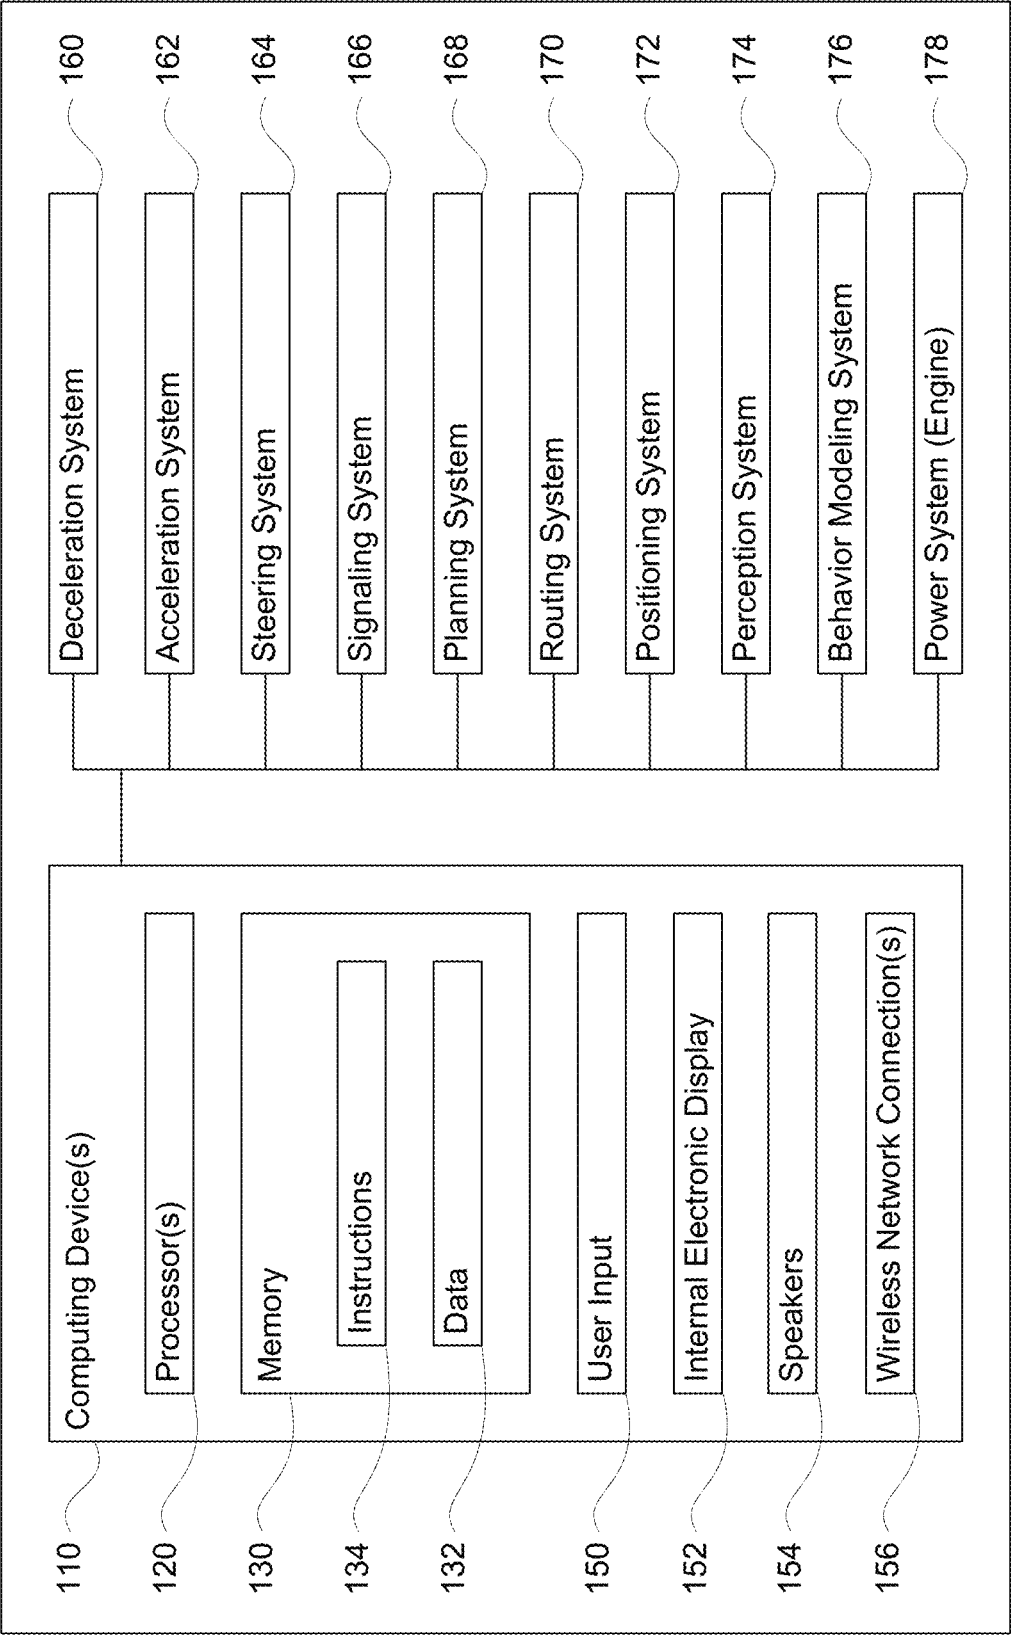 110
Computing Device(s)
120
Processor(s)
130
Memory
134
Instructions
132
Data
150
User Input
152
Internal Electronic Display
154
Speakers
156
Wireless Network Connection(s)
Deceleration System
160
Acceleration System
162
Steering System
164
Signaling System
166
Planning System
168
Routing System
170
Positioning System
172
Perception System
174
Behavior Modeling System
176
Power System (Engine)
178